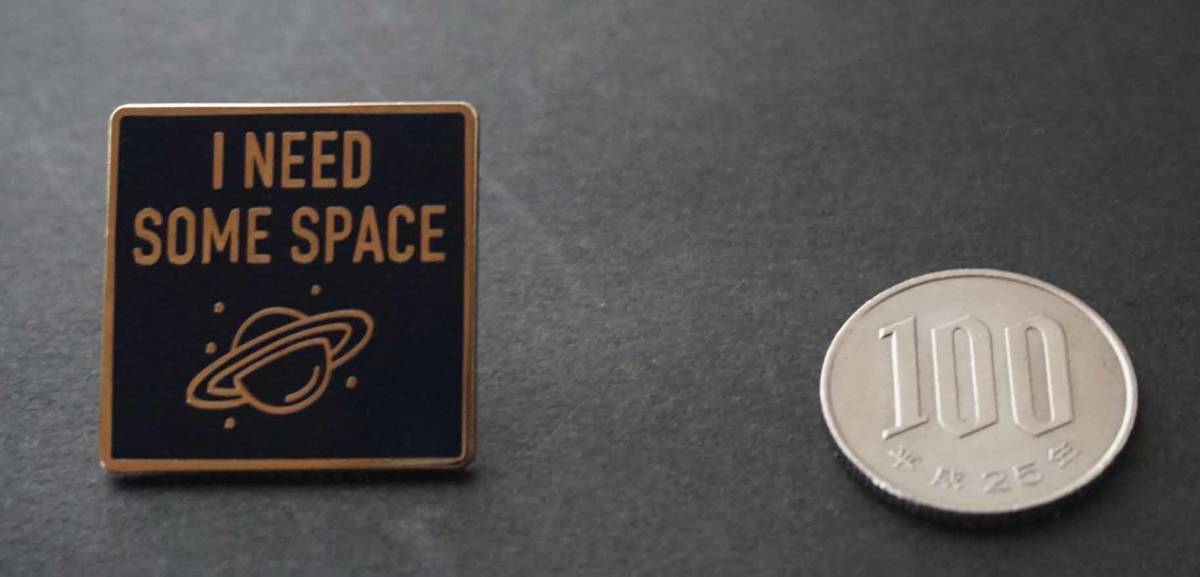 I NEED
SOME SPACE
100
平成25年